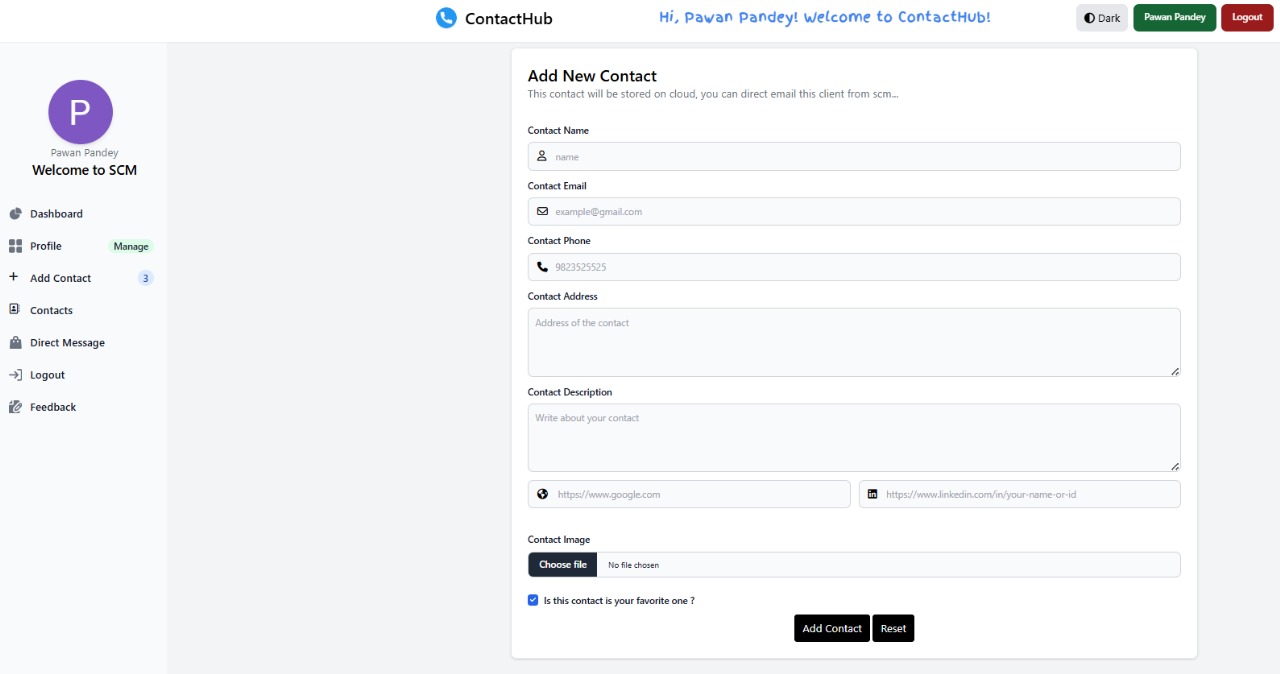 ContactHub
Hi, Pawan Pandey! Welcome to ContactHub!
Dark
Pawan Pandey
Logout
P
Pawan Pandey
Welcome to SCM
Dashboard
Profile Manage
Add Contact 3
Contacts
Direct Message
Logout
Feedback
Add New Contact
This contact will be stored on cloud, you can direct email this client from scm...
Contact Name
name
Contact Email
example@gmail.com
Contact Phone
9823525525
Contact Address
Address of the contact
Contact Description
Write about your contact
https://www.google.com
https://www.linkedin.com/in/your-name-or-id
Contact Image
Choose file No file chosen
Is this contact is your favorite one ?
Add Contact Reset